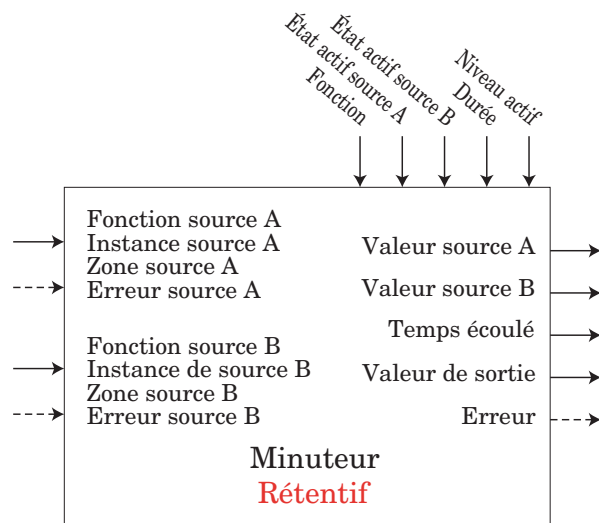 Fonction
État actif source A
État actif source B
Durée
Niveau actif
Fonction source A
Instance source A
Zone source A
Erreur source A
Fonction source B
Instance de source B
Zone source B
Erreur source B
Valeur source A
Valeur source B
Temps écoulé
Valeur de sortie
Erreur
Minuteur
Rétentif